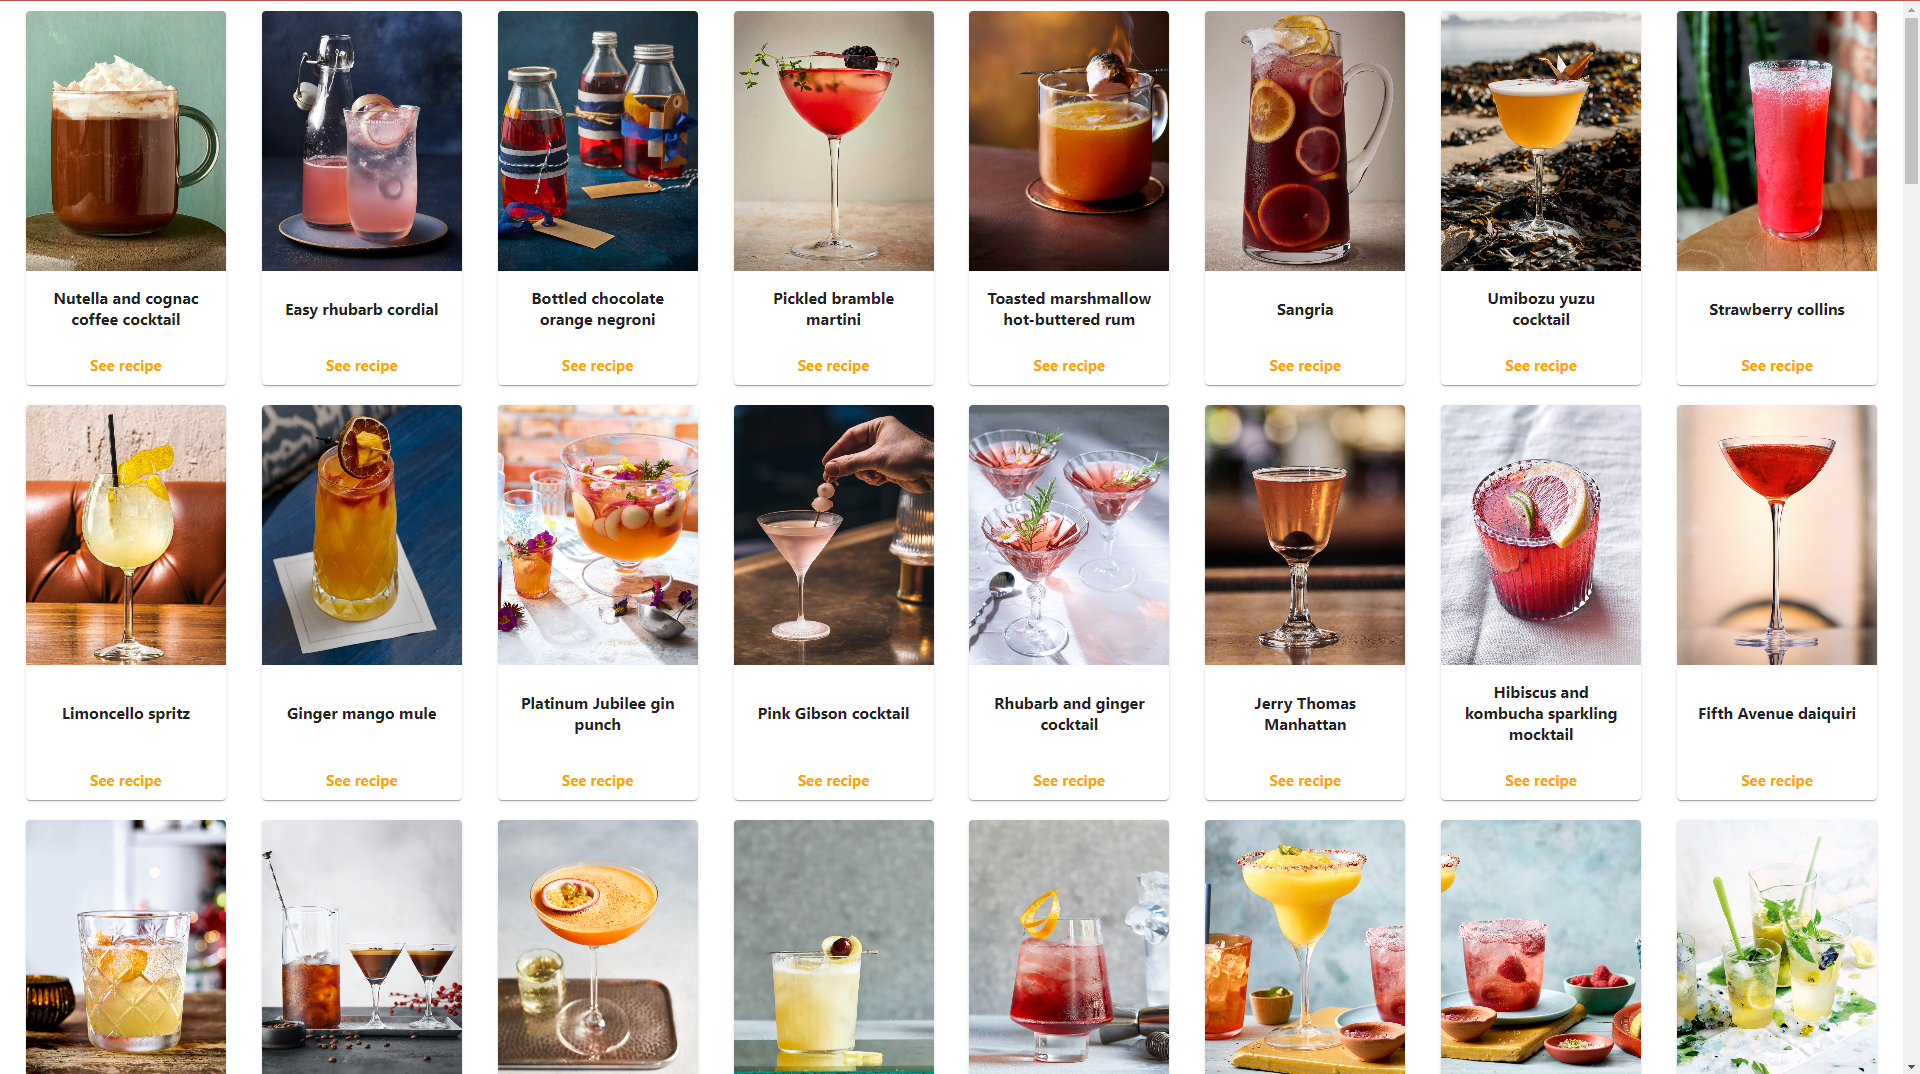 Nutella and cognac
coffee cocktail
See recipe
Easy rhubarb cordial
See recipe
Bottled chocolate
orange negroni
See recipe
Pickled bramble
martini
See recipe
Toasted marshmallow
hot-buttered rum
See recipe
Sangria
See recipe
Umibozu yuzu
cocktail
See recipe
Strawberry collins
See recipe
Limoncello spritz
See recipe
Ginger mango mule
See recipe
Platinum Jubilee gin
punch
See recipe
Pink Gibson cocktail
See recipe
Rhubarb and ginger
cocktail
See recipe
Jerry Thomas
Manhattan
See recipe
Hibiscus and
kombucha sparkling
mocktail
See recipe
Fifth Avenue daiquiri
See recipe